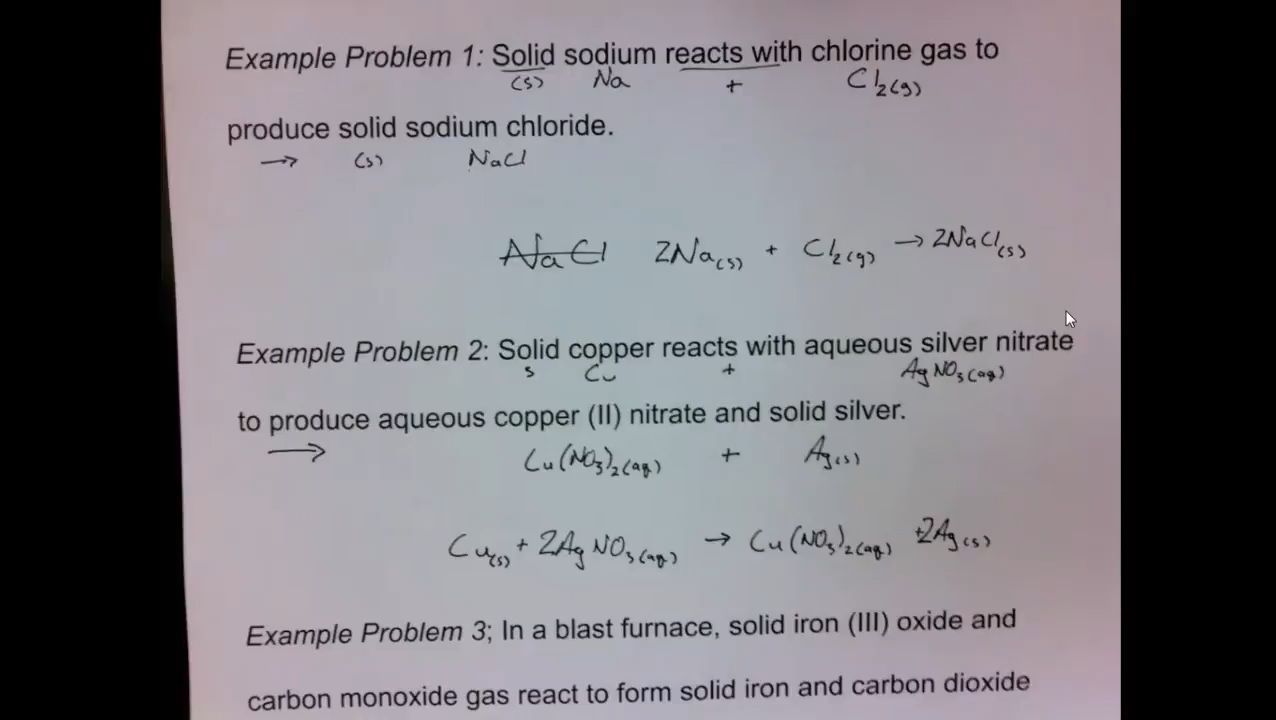 Example Problem 1: Solid sodium reacts with chlorine gas to
(s) Na + Cl₂(g)
produce solid sodium chloride.
→ (s) NaCl
NaCl 2Na(s) + Cl₂(g) → 2NaCl(s)
Example Problem 2: Solid copper reacts with aqueous silver nitrate
s Cu + AgNO₃(aq)
to produce aqueous copper (II) nitrate and solid silver.
→ Cu(NO₃)₂(aq) + Ag(s)
Cu(s) + 2AgNO₃(aq) → Cu(NO₃)₂(aq) +2Ag(s)
Example Problem 3; In a blast furnace, solid iron (III) oxide and
carbon monoxide gas react to form solid iron and carbon dioxide